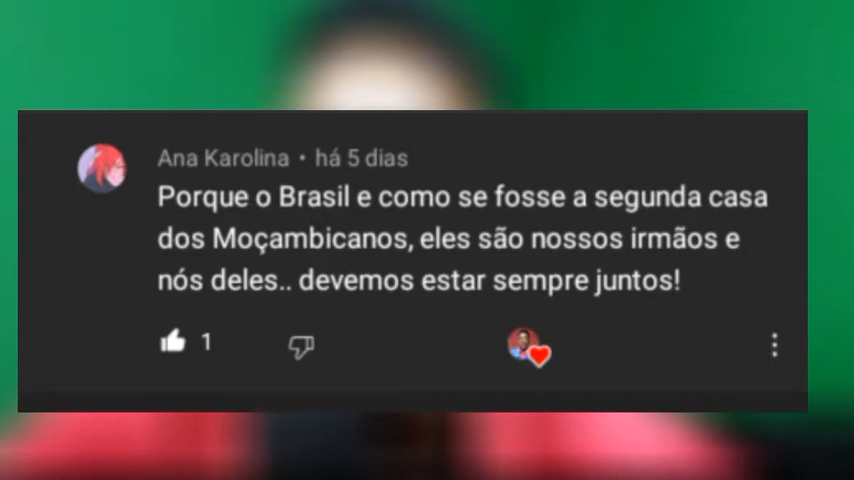 Ana Karolina • há 5 dias
Porque o Brasil e como se fosse a segunda casa
dos Moçambicanos, eles são nossos irmãos e
nós deles.. devemos estar sempre juntos!
1